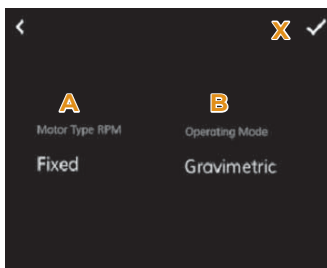 X
A
B
Motor Type RPM
Operating Mode
Fixed
Gravimetric